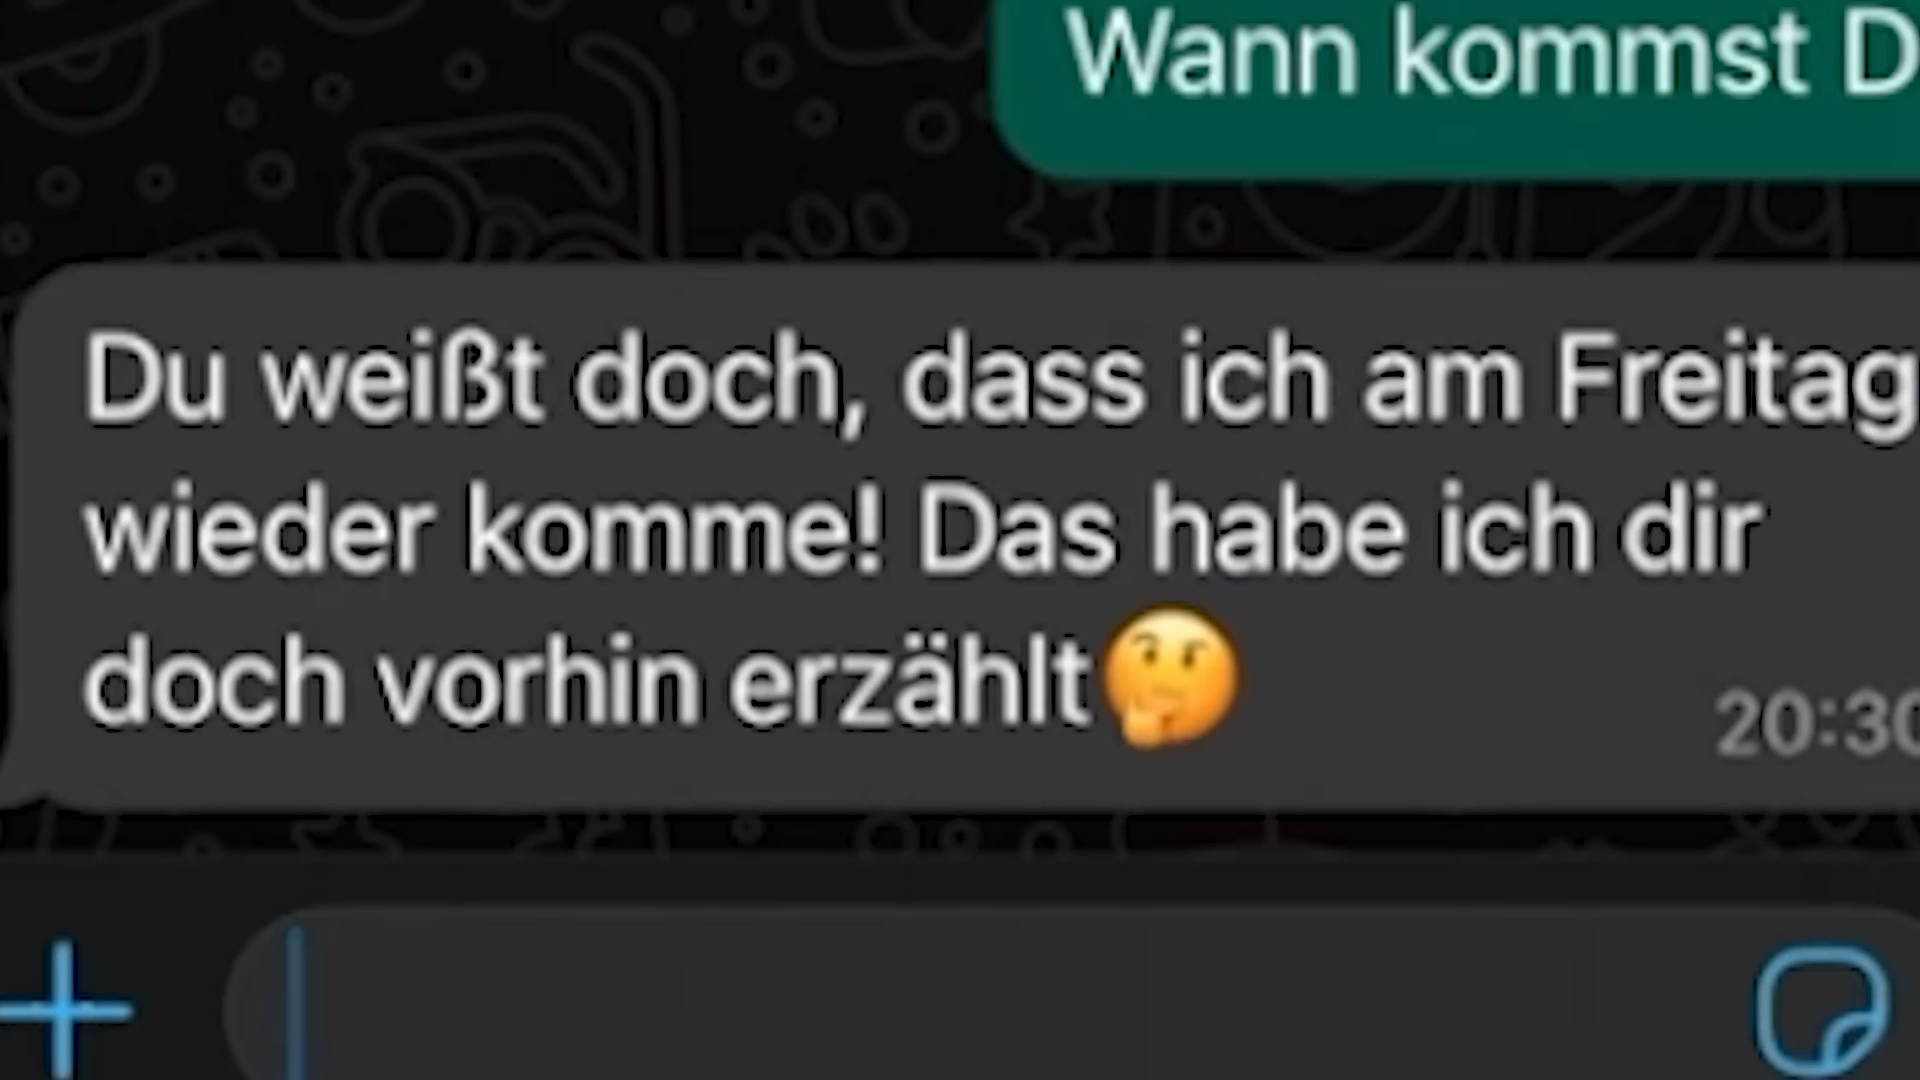 Wann kommst D
Du weißt doch, dass ich am Freitag
wieder komme! Das habe ich dir
doch vorhin erzählt🤔
20:30